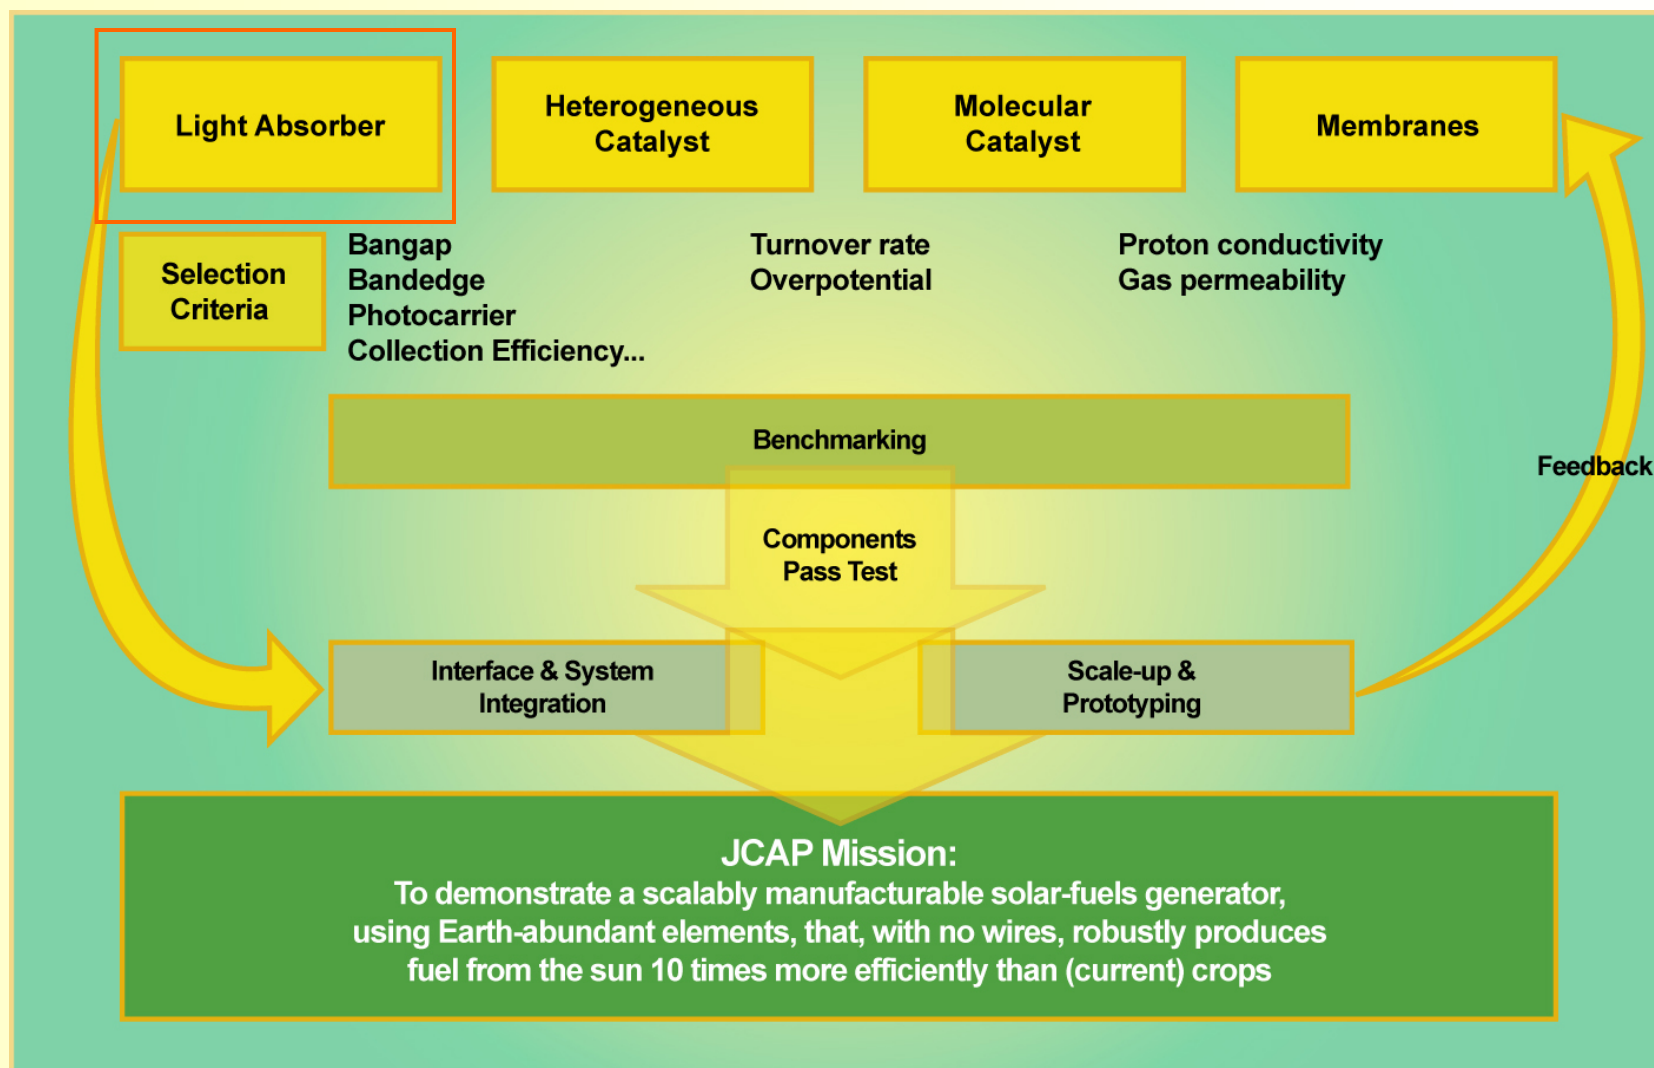 Light Absorber
Heterogeneous
Catalyst
Molecular
Catalyst
Membranes
Selection
Criteria
Bangap
Bandedge
Photocarrier
Collection Efficiency...
Turnover rate
Overpotential
Proton conductivity
Gas permeability
Benchmarking
Feedback
Components
Pass Test
Interface & System
Integration
Scale-up &
Prototyping
JCAP Mission:
To demonstrate a scalably manufacturable solar-fuels generator,
using Earth-abundant elements, that, with no wires, robustly produces
fuel from the sun 10 times more efficiently than (current) crops